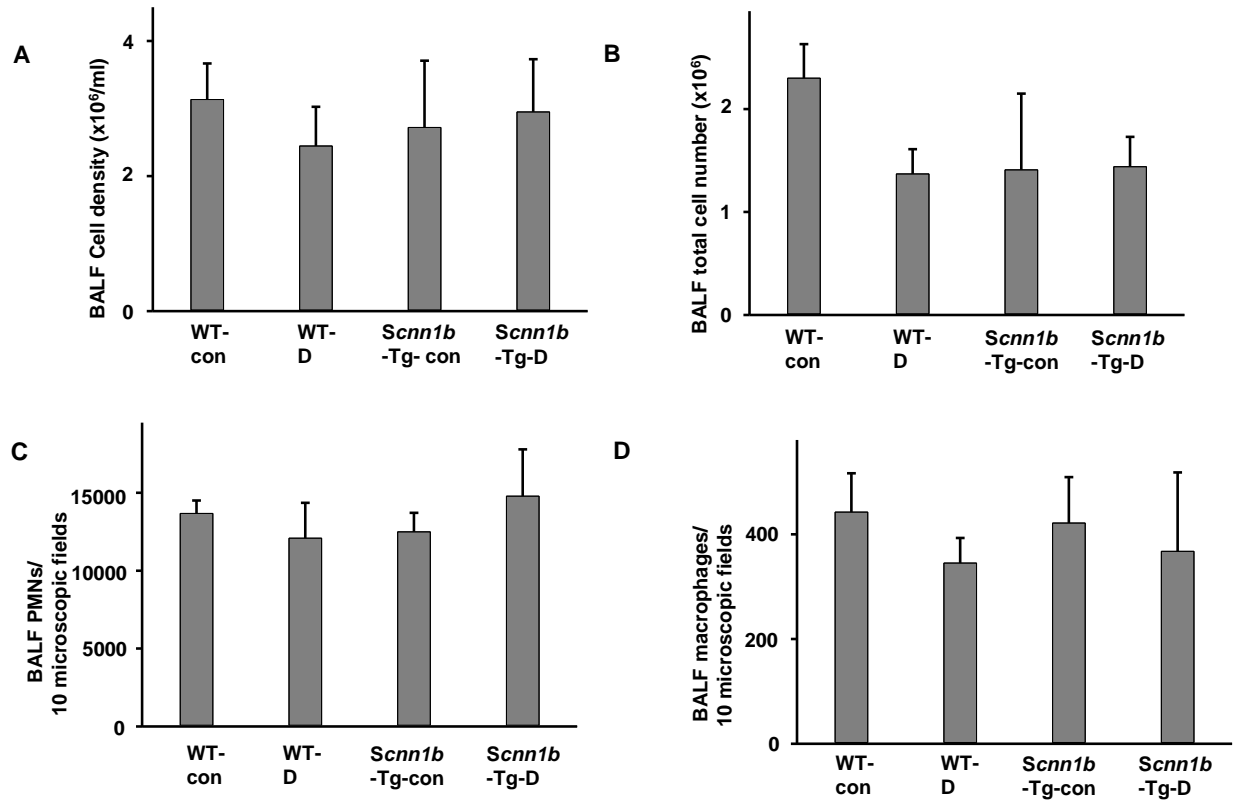 A
BALF Cell density (x10⁶/ml)
4
2
0
WT-
con
WT-
D
Scnn1b
-Tg- con
Scnn1b
-Tg-D
B
BALF total cell number (x10⁶)
2
1
0
WT-
con
WT-
D
Scnn1b
-Tg-con
Scnn1b
-Tg-D
C
BALF PMNs/
10 microscopic fields
15000
10000
5000
0
WT-
con
WT-
D
Scnn1b
-Tg-con
Scnn1b
-Tg-D
D
BALF macrophages/
10 microscopic fields
400
200
0
WT-
con
WT-
D
Scnn1b
-Tg-con
Scnn1b
-Tg-D